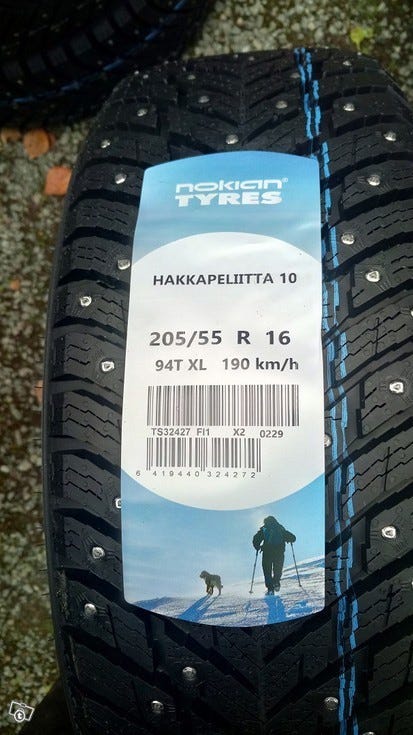 nokian®
TYRES
HAKKAPELIITTA 10
205/55 R 16
94T XL 190 km/h
TS32427 FI1 X2 0229
6 419440 324272